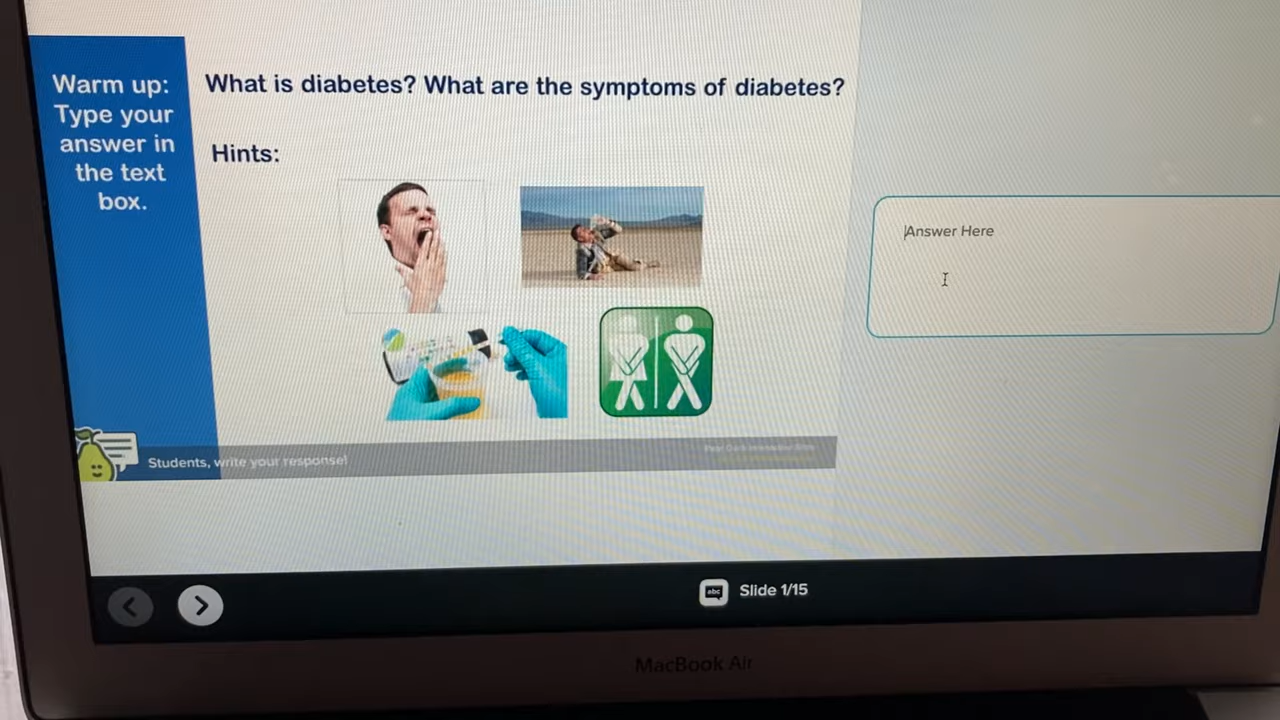 Warm up:
Type your
answer in
the text
box.
What is diabetes? What are the symptoms of diabetes?
Hints:
Answer Here
Students, write your response!
abc
Slide 1/15
MacBook Air